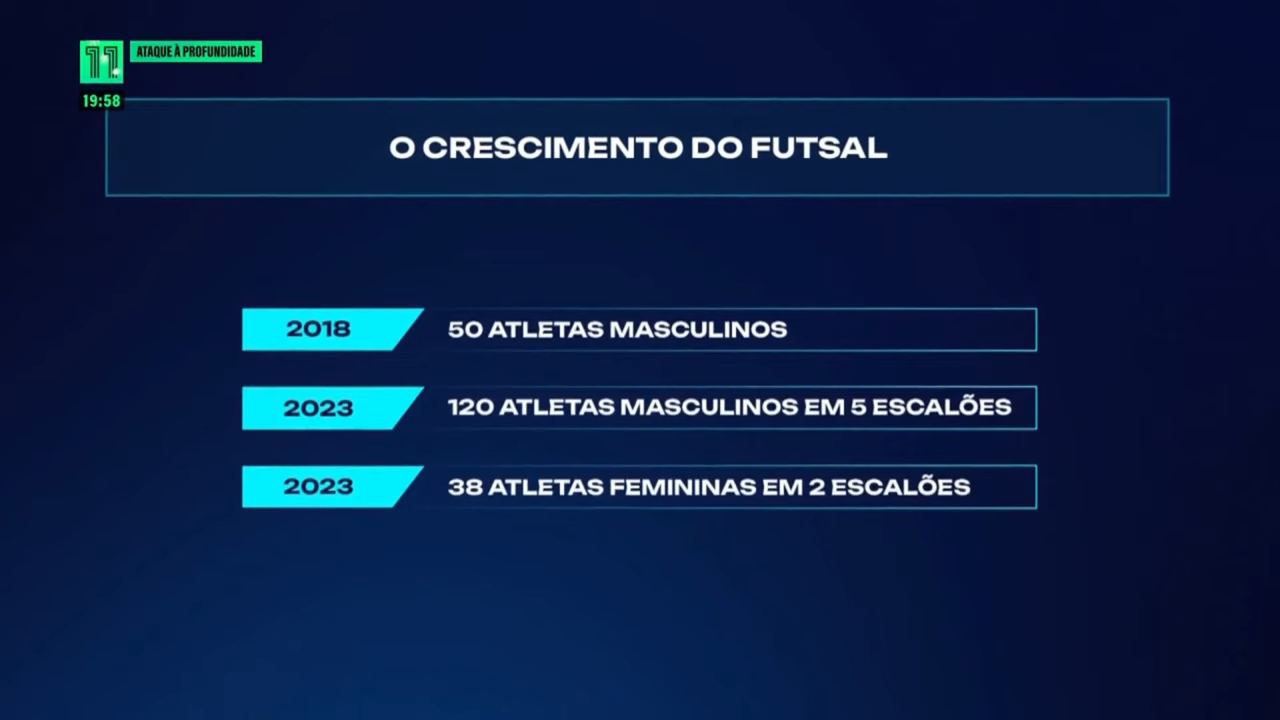 11
ATAQUE À PROFUNDIDADE
19:58
O CRESCIMENTO DO FUTSAL
2018
50 ATLETAS MASCULINOS
2023
120 ATLETAS MASCULINOS EM 5 ESCALÕES
2023
38 ATLETAS FEMININAS EM 2 ESCALÕES